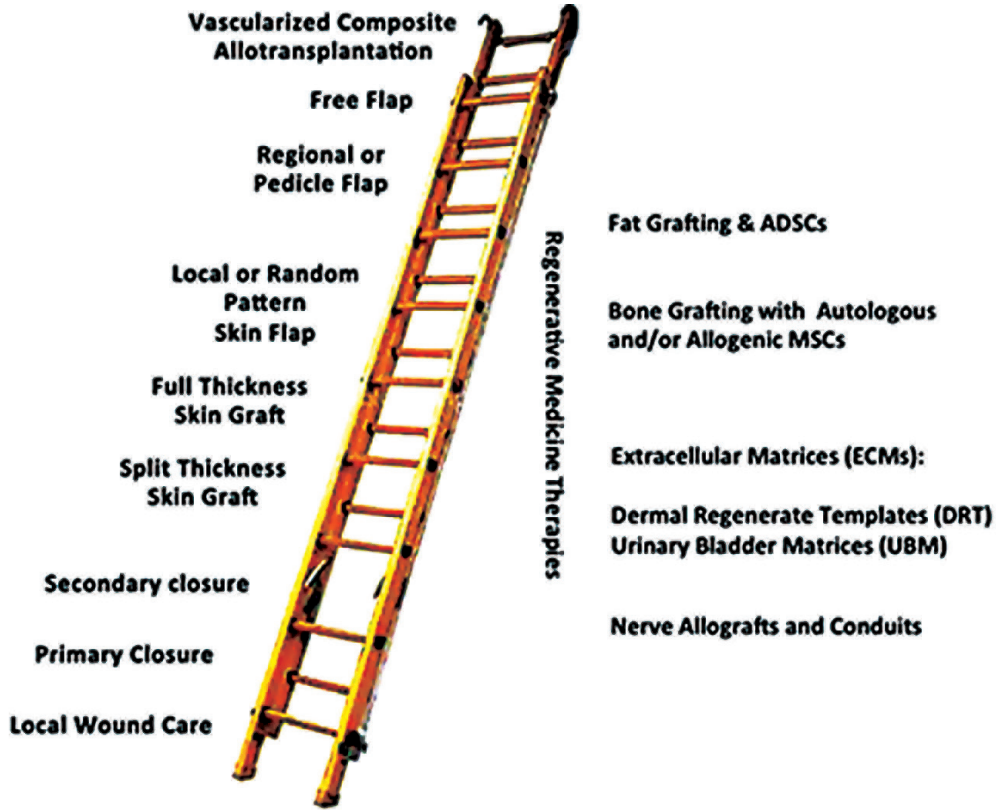 Vascularized Composite
Allotransplantation
Free Flap
Regional or
Pedicle Flap
Local or Random
Pattern
Skin Flap
Full Thickness
Skin Graft
Split Thickness
Skin Graft
Secondary closure
Primary Closure
Local Wound Care
Regenerative Medicine Therapies
Fat Grafting & ADSCs
Bone Grafting with Autologous
and/or Allogenic MSCs
Extracellular Matrices (ECMs):
Dermal Regenerate Templates (DRT)
Urinary Bladder Matrices (UBM)
Nerve Allografts and Conduits